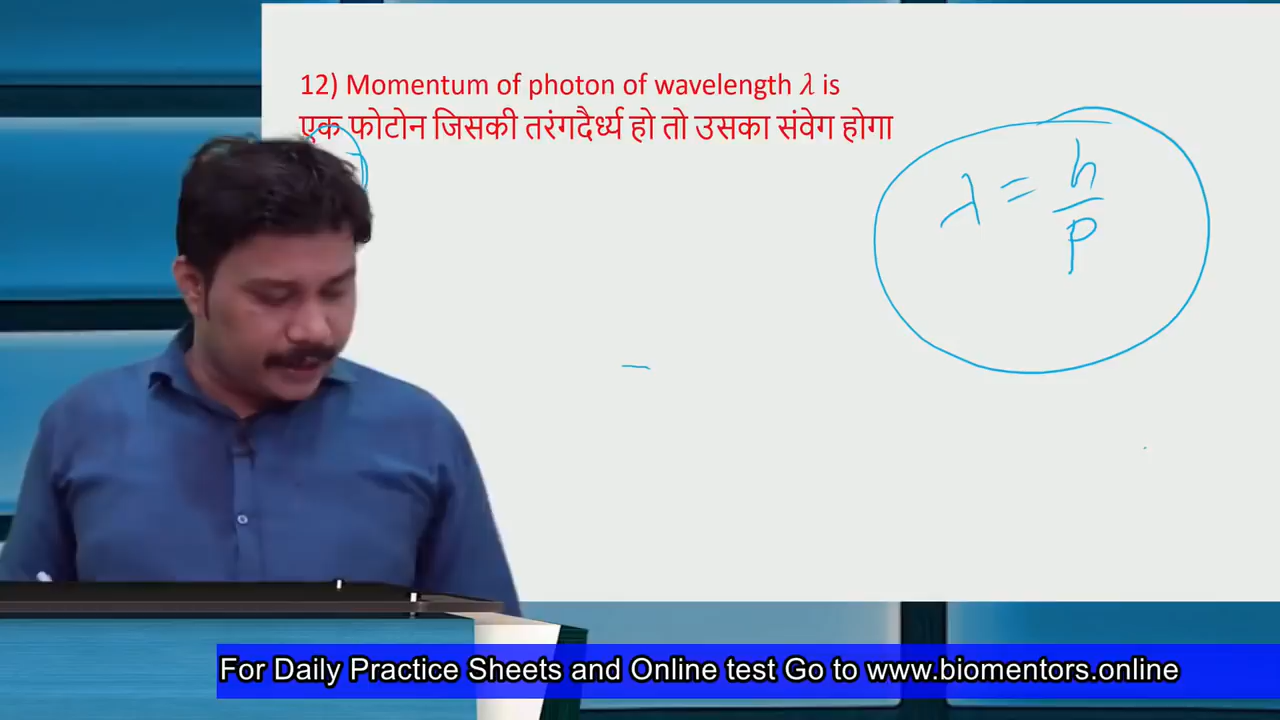 12) Momentum of photon of wavelength λ is
एक फोटोन जिसकी तरंगदैर्ध्य हो तो उसका संवेग होगा
λ = h/p
For Daily Practice Sheets and Online test Go to www.biomentors.online